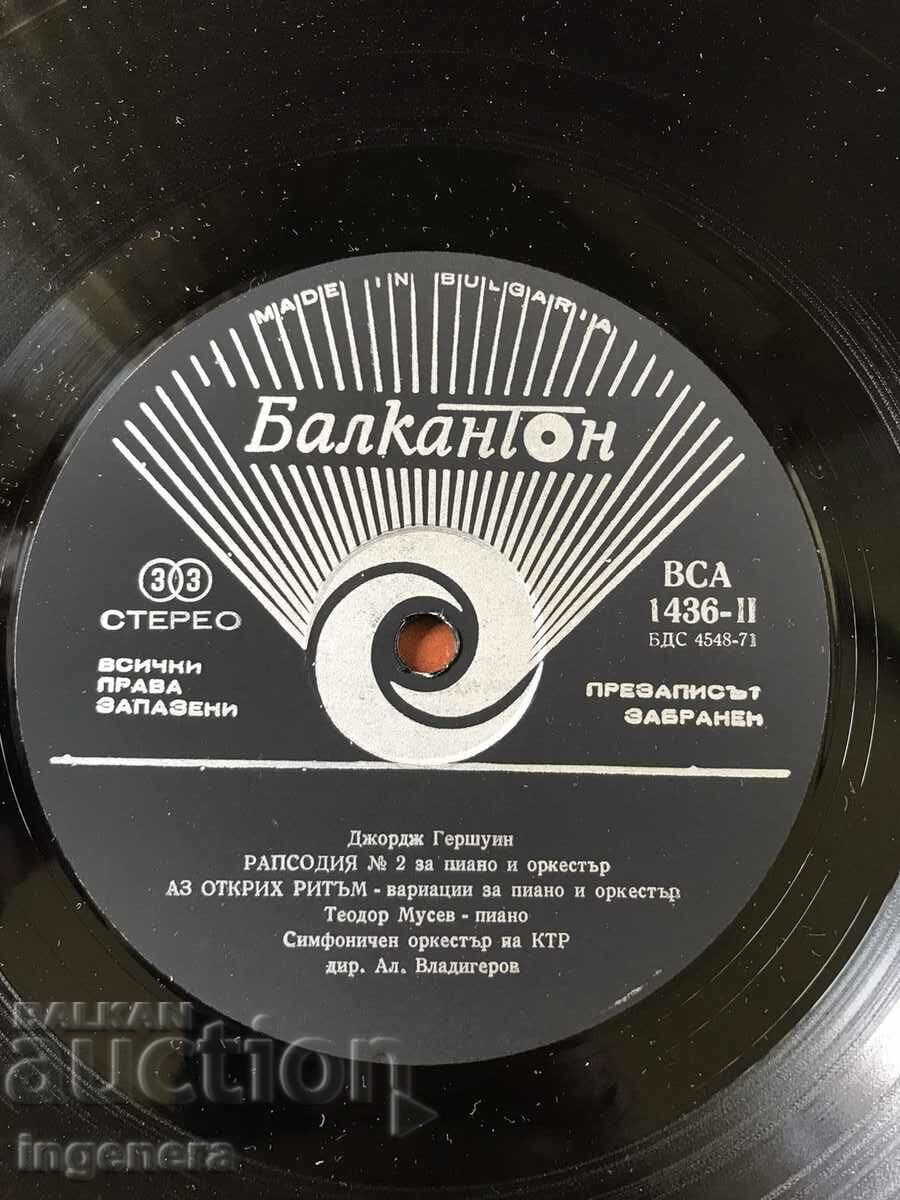 MADE IN BULGARIA
Балкантон
33
СТЕРЕО
ВСИЧКИ
ПРАВА
ЗАПАЗЕНИ
ВСА
1436-II
БДС 4548-71
ПРЕЗАПИСЪТ
ЗАБРАНЕН
Джордж Гершуин
РАПСОДИЯ № 2 за пиано и оркестър
АЗ ОТКРИХ РИТЪМ - вариации за пиано и оркестър
Теодор Мусев - пиано
Симфоничен оркестър на КТР
дир. Ал. Владигеров
BALKAN
auction
ingenera